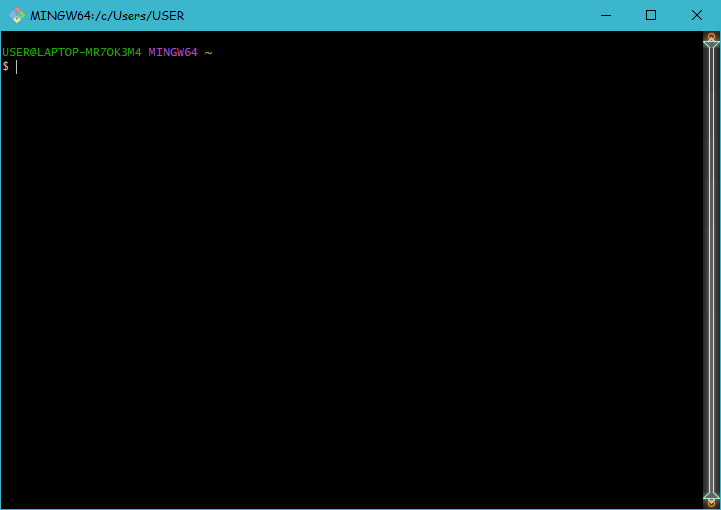 MINGW64:/c/Users/USER
USER@LAPTOP-MR7OK3M4 MINGW64 ~
$